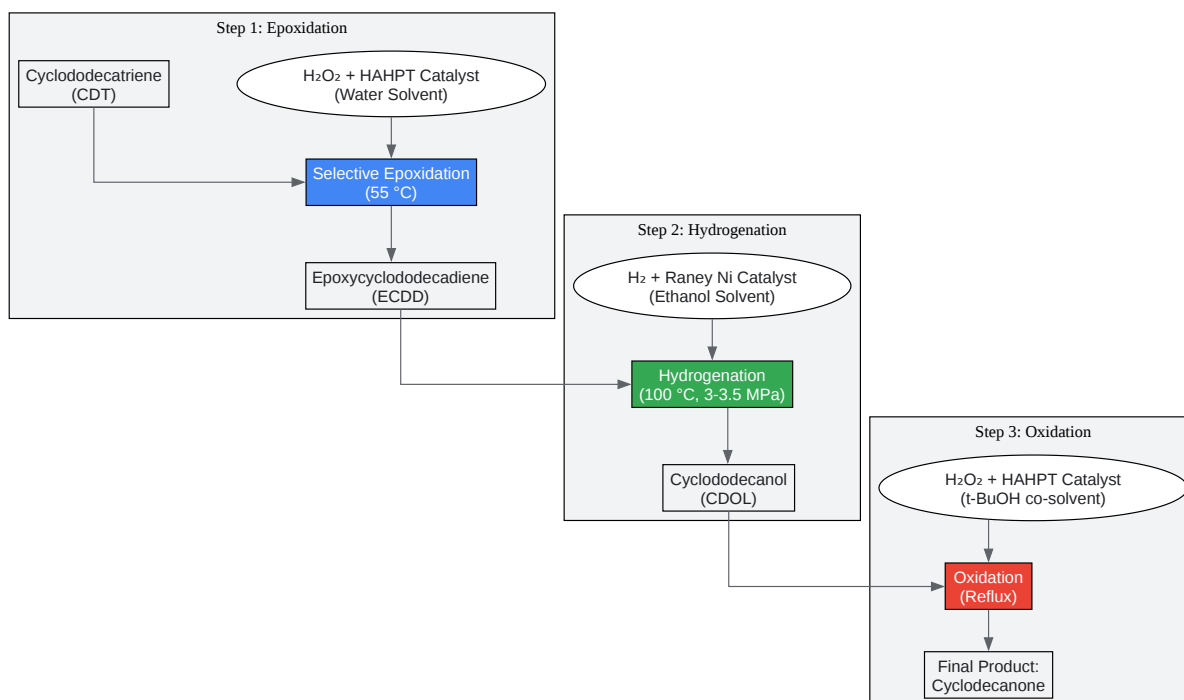 Step 1: Epoxidation
Cyclododecatriene
(CDT)
H₂O₂ + HAHPT Catalyst
(Water Solvent)
Selective Epoxidation
(55 °C)
Epoxycyclododecadiene
(ECDD)
Step 2: Hydrogenation
H₂ + Raney Ni Catalyst
(Ethanol Solvent)
Hydrogenation
(100 °C, 3-3.5 MPa)
Cyclododecanol
(CDOL)
Step 3: Oxidation
H₂O₂ + HAHPT Catalyst
(t-BuOH co-solvent)
Oxidation
(Reflux)
Final Product:
Cyclodecanone